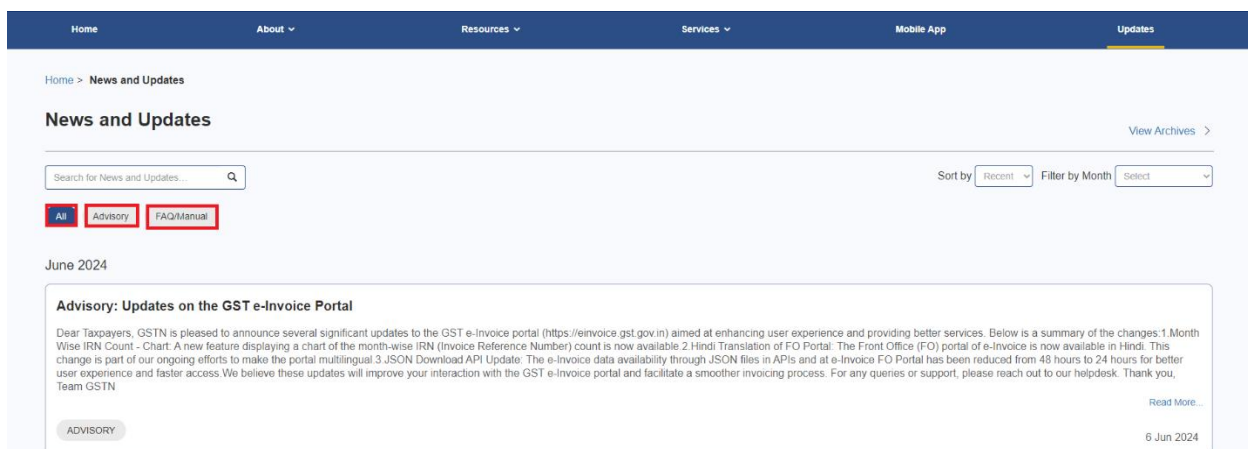 Home About Resources Services Mobile App Updates
Home > News and Updates
News and Updates
View Archives >
Search for News and Updates...
Sort by Recent Filter by Month Select
All Advisory FAQ/Manual
June 2024
Advisory: Updates on the GST e-Invoice Portal
Dear Taxpayers, GSTN is pleased to announce several significant updates to the GST e-Invoice portal (https://einvoice.gst.gov.in) aimed at enhancing user experience and providing better services. Below is a summary of the changes:1.Month
Wise IRN Count - Chart: A new feature displaying a chart of the month-wise IRN (Invoice Reference Number) count is now available.2.Hindi Translation of FO Portal: The Front Office (FO) portal of e-Invoice is now available in Hindi. This
change is part of our ongoing efforts to make the portal multilingual.3.JSON Download API Update: The e-Invoice data availability through JSON files in APIs and at e-Invoice FO Portal has been reduced from 48 hours to 24 hours for better
user experience and faster access.We believe these updates will improve your interaction with the GST e-Invoice portal and facilitate a smoother invoicing process. For any queries or support, please reach out to our helpdesk. Thank you,
Team GSTN
Read More...
ADVISORY
6 Jun 2024